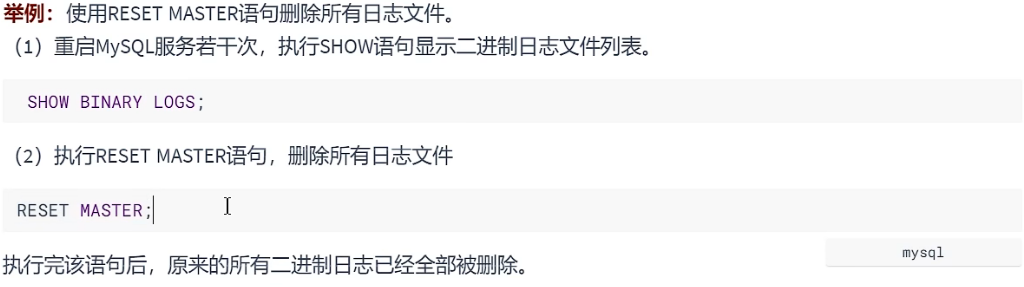 举例：使用RESET MASTER语句删除所有日志文件。
（1）重启MySQL服务若干次，执行SHOW语句显示二进制日志文件列表。
SHOW BINARY LOGS;
（2）执行RESET MASTER语句，删除所有日志文件
RESET MASTER;
mysql
执行完该语句后，原来的所有二进制日志已经全部被删除。